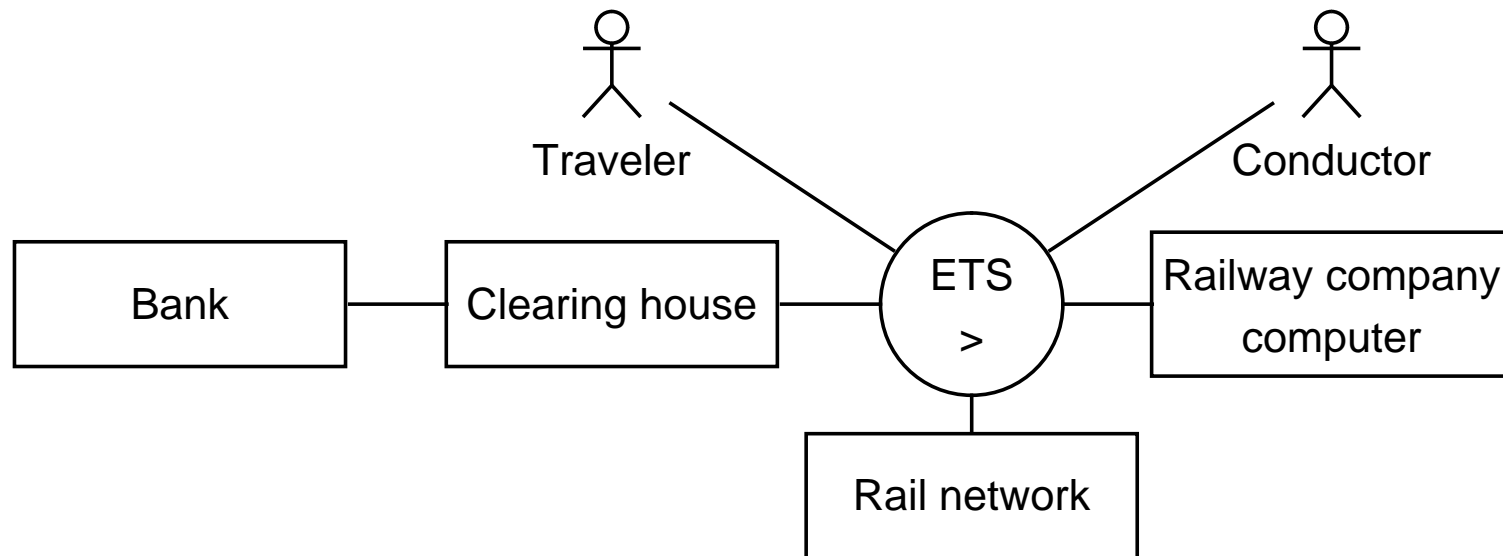 Traveler
Conductor
Bank
Clearing house
ETS
>
Railway company
computer
Rail network